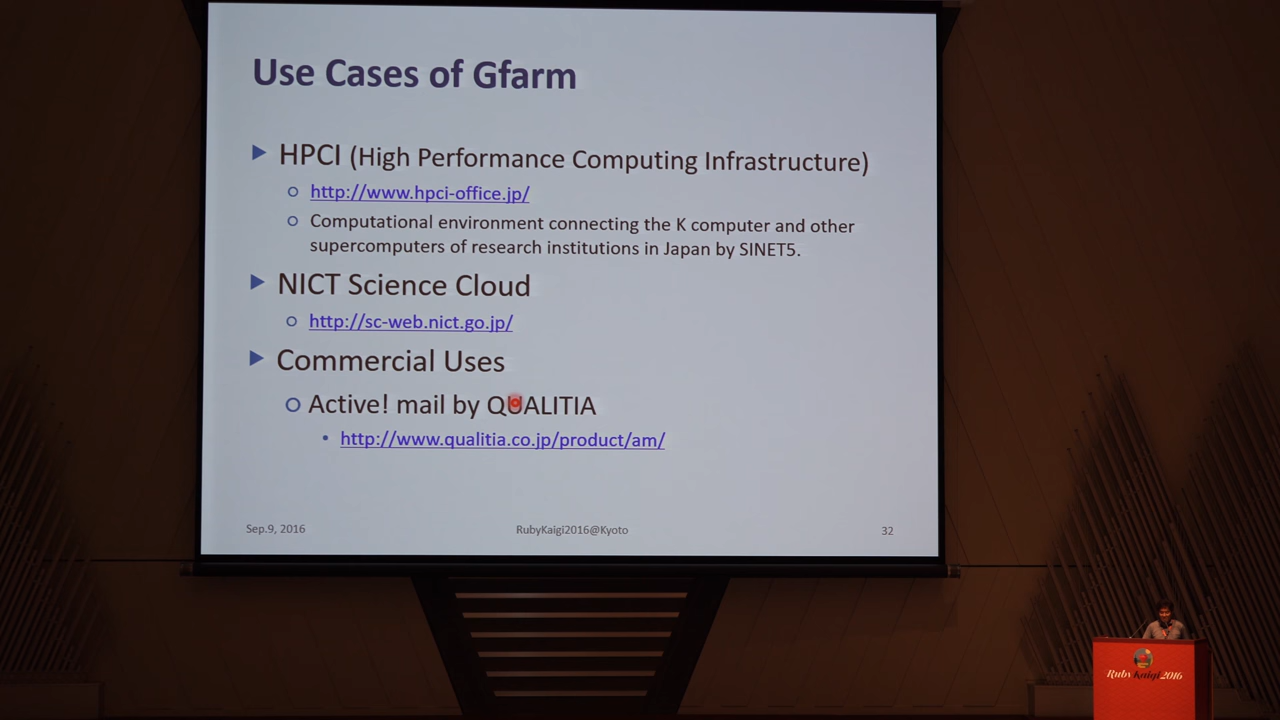 Use Cases of Gfarm
HPCI (High Performance Computing Infrastructure)
http://www.hpci-office.jp/
Computational environment connecting the K computer and other
supercomputers of research institutions in Japan by SINET5.
NICT Science Cloud
http://sc-web.nict.go.jp/
Commercial Uses
Active! mail by QUALITIA
http://www.qualitia.co.jp/product/am/
Sep.9, 2016 RubyKaigi2016@Kyoto 32
RubyKaigi2016